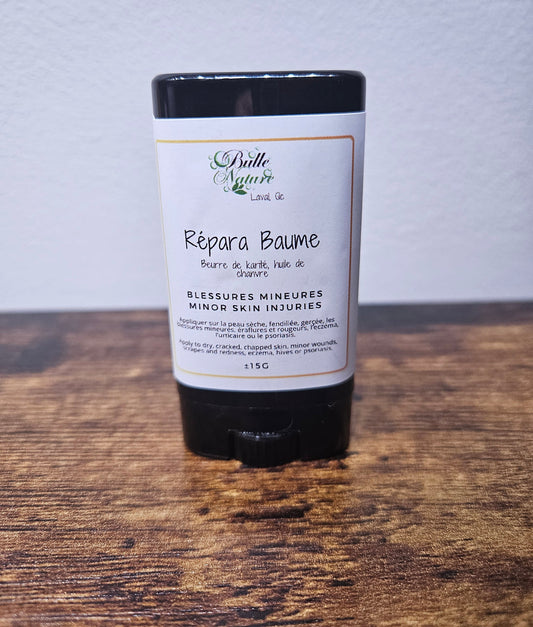 Bulle
Nature
Laval, Qc
Répara Baume
Beurre de karité, huile de
chanvre
BLESSURES MINEURES
MINOR SKIN INJURIES
Appliquer sur la peau sèche, fendillée, gerçée, les
blessures mineures, éraflures et rougeurs, l'eczéma,
l'urticaire ou le psoriasis.
Apply to dry, cracked, chapped skin, minor wounds,
scrapes and redness, eczema, hives or psoriasis.
±15G